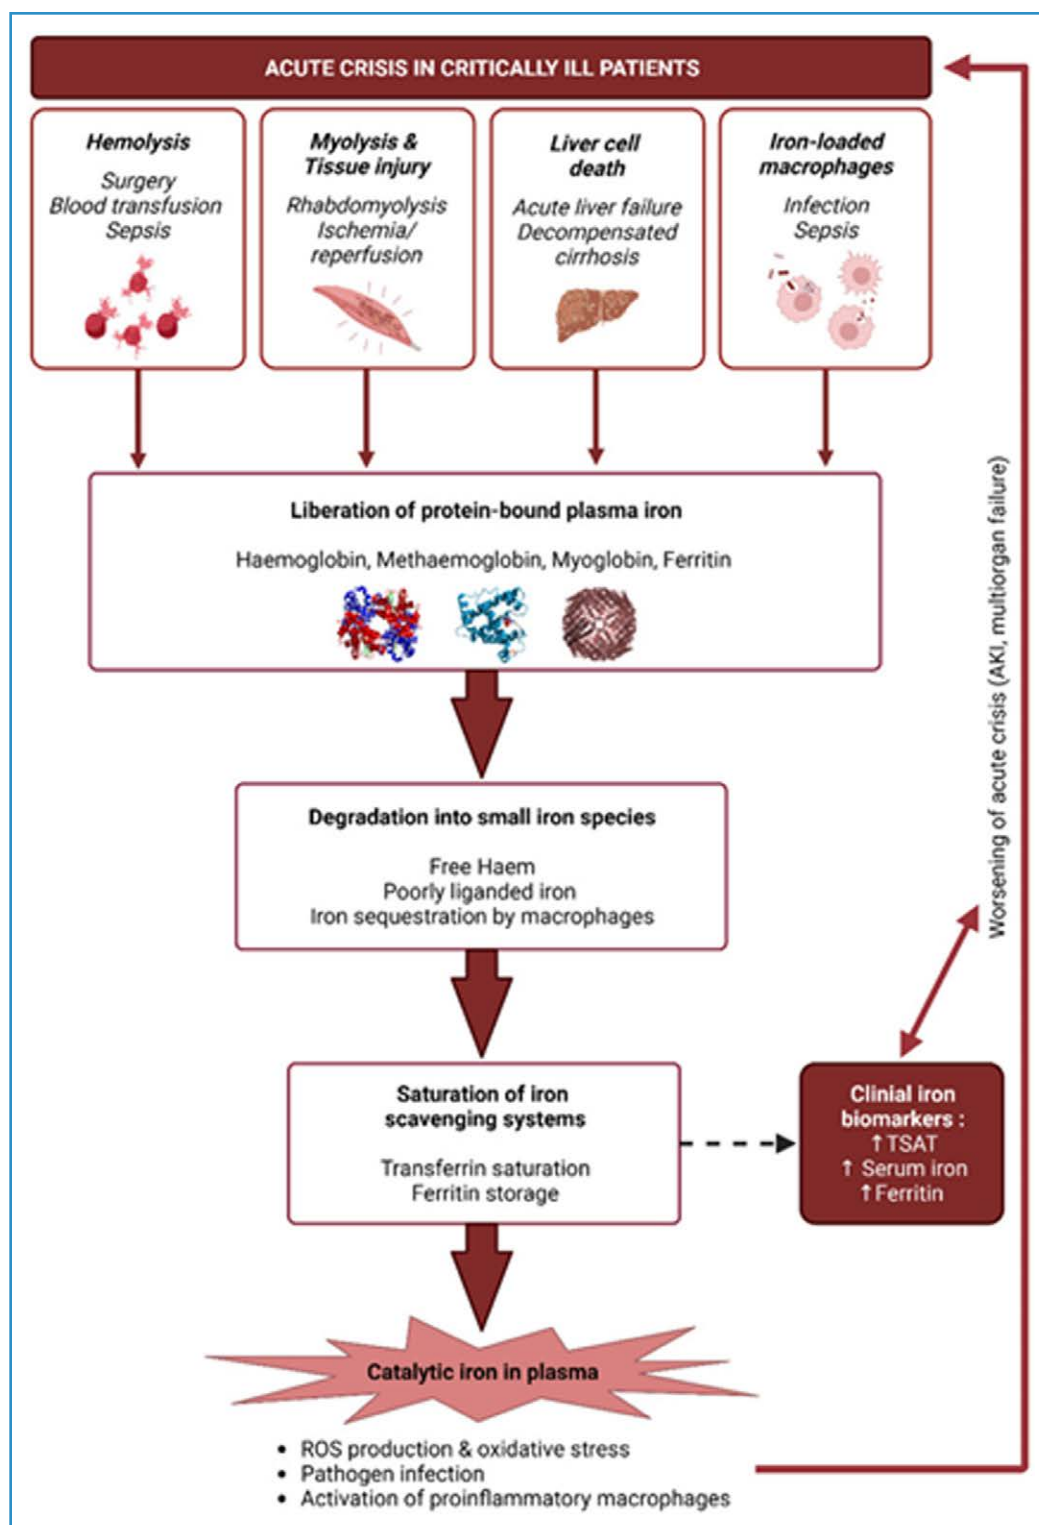 ACUTE CRISIS IN CRITICALLY ILL PATIENTS
Hemolysis
Surgery
Blood transfusion
Sepsis
Myolysis &
Tissue injury
Rhabdomyolysis
Ischemia/
reperfusion
Liver cell
death
Acute liver failure
Decompensated
cirrhosis
Iron-loaded
macrophages
Infection
Sepsis
Liberation of protein-bound plasma iron
Haemoglobin, Methaemoglobin, Myoglobin, Ferritin
Degradation into small iron species
Free Haem
Poorly liganded iron
Iron sequestration by macrophages
Saturation of iron
scavenging systems
Transferrin saturation
Ferritin storage
Clinial iron
biomarkers :
↑TSAT
↑ Serum iron
↑Ferritin
Worsening of acute crisis (AKI, multiorgan failure)
Catalytic iron in plasma
• ROS production & oxidative stress
• Pathogen infection
• Activation of proinflammatory macrophages